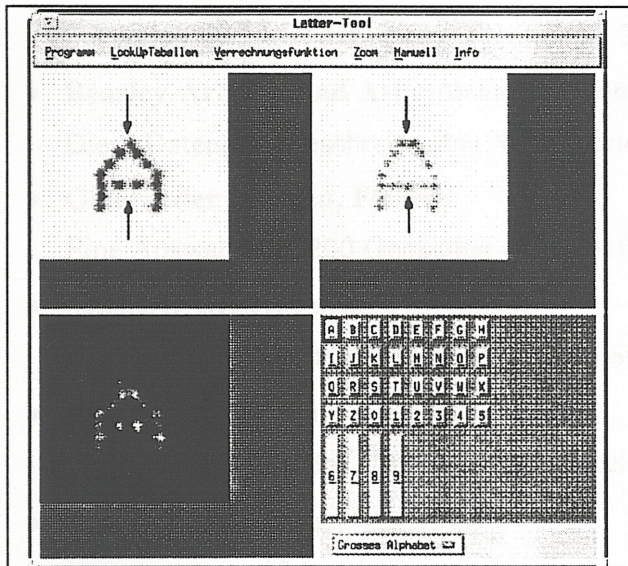 Letter-Tool
Programm LookUpTabellen Verrechnungsfunktion Zoom Manuell Info
A B C D E F G H
I J K L M N O P
Q R S T U V W X
Y Z 0 1 2 3 4 5
6 7 8 9
Grosses Alphabet